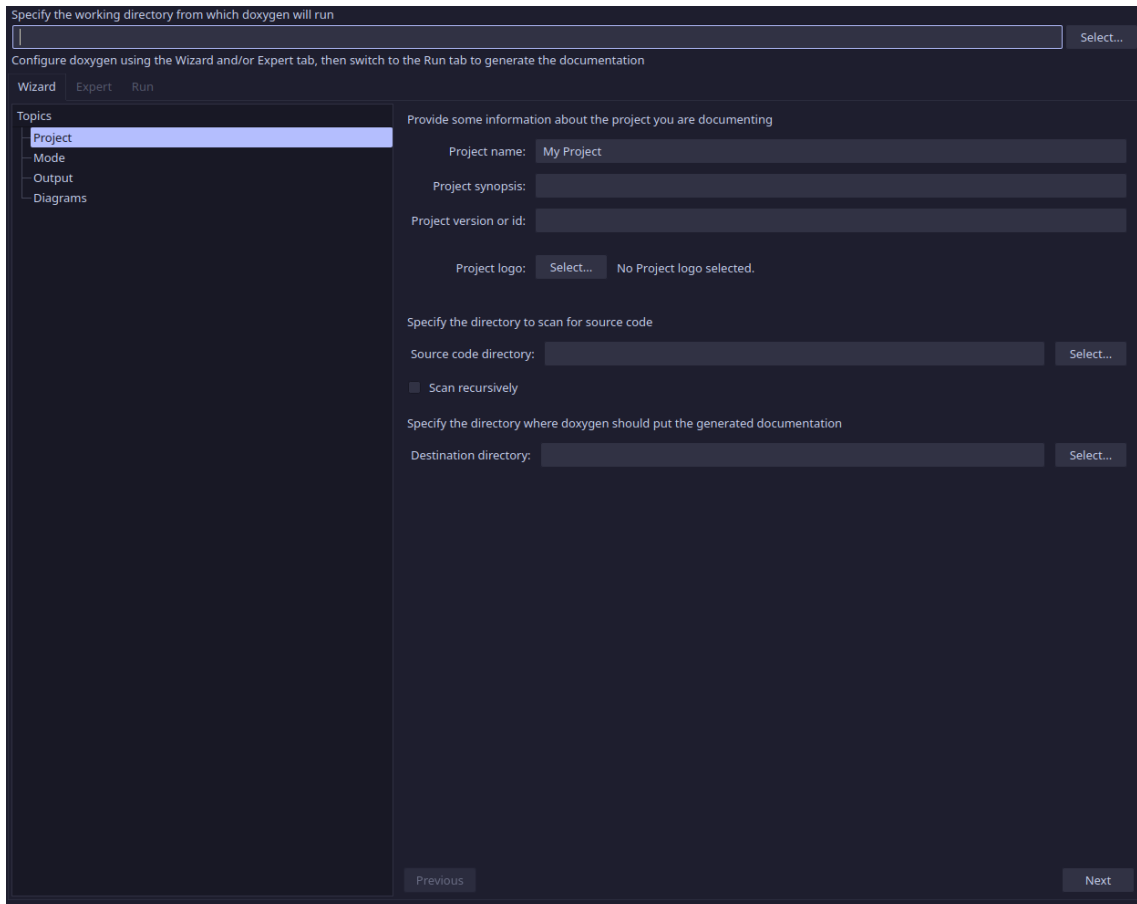 Specify the working directory from which doxygen will run
Select...
Configure doxygen using the Wizard and/or Expert tab, then switch to the Run tab to generate the documentation
Wizard Expert Run
Topics
Project
Mode
Output
Diagrams
Provide some information about the project you are documenting
Project name: My Project
Project synopsis:
Project version or id:
Project logo: Select... No Project logo selected.
Specify the directory to scan for source code
Source code directory: Select...
Scan recursively
Specify the directory where doxygen should put the generated documentation
Destination directory: Select...
Previous Next